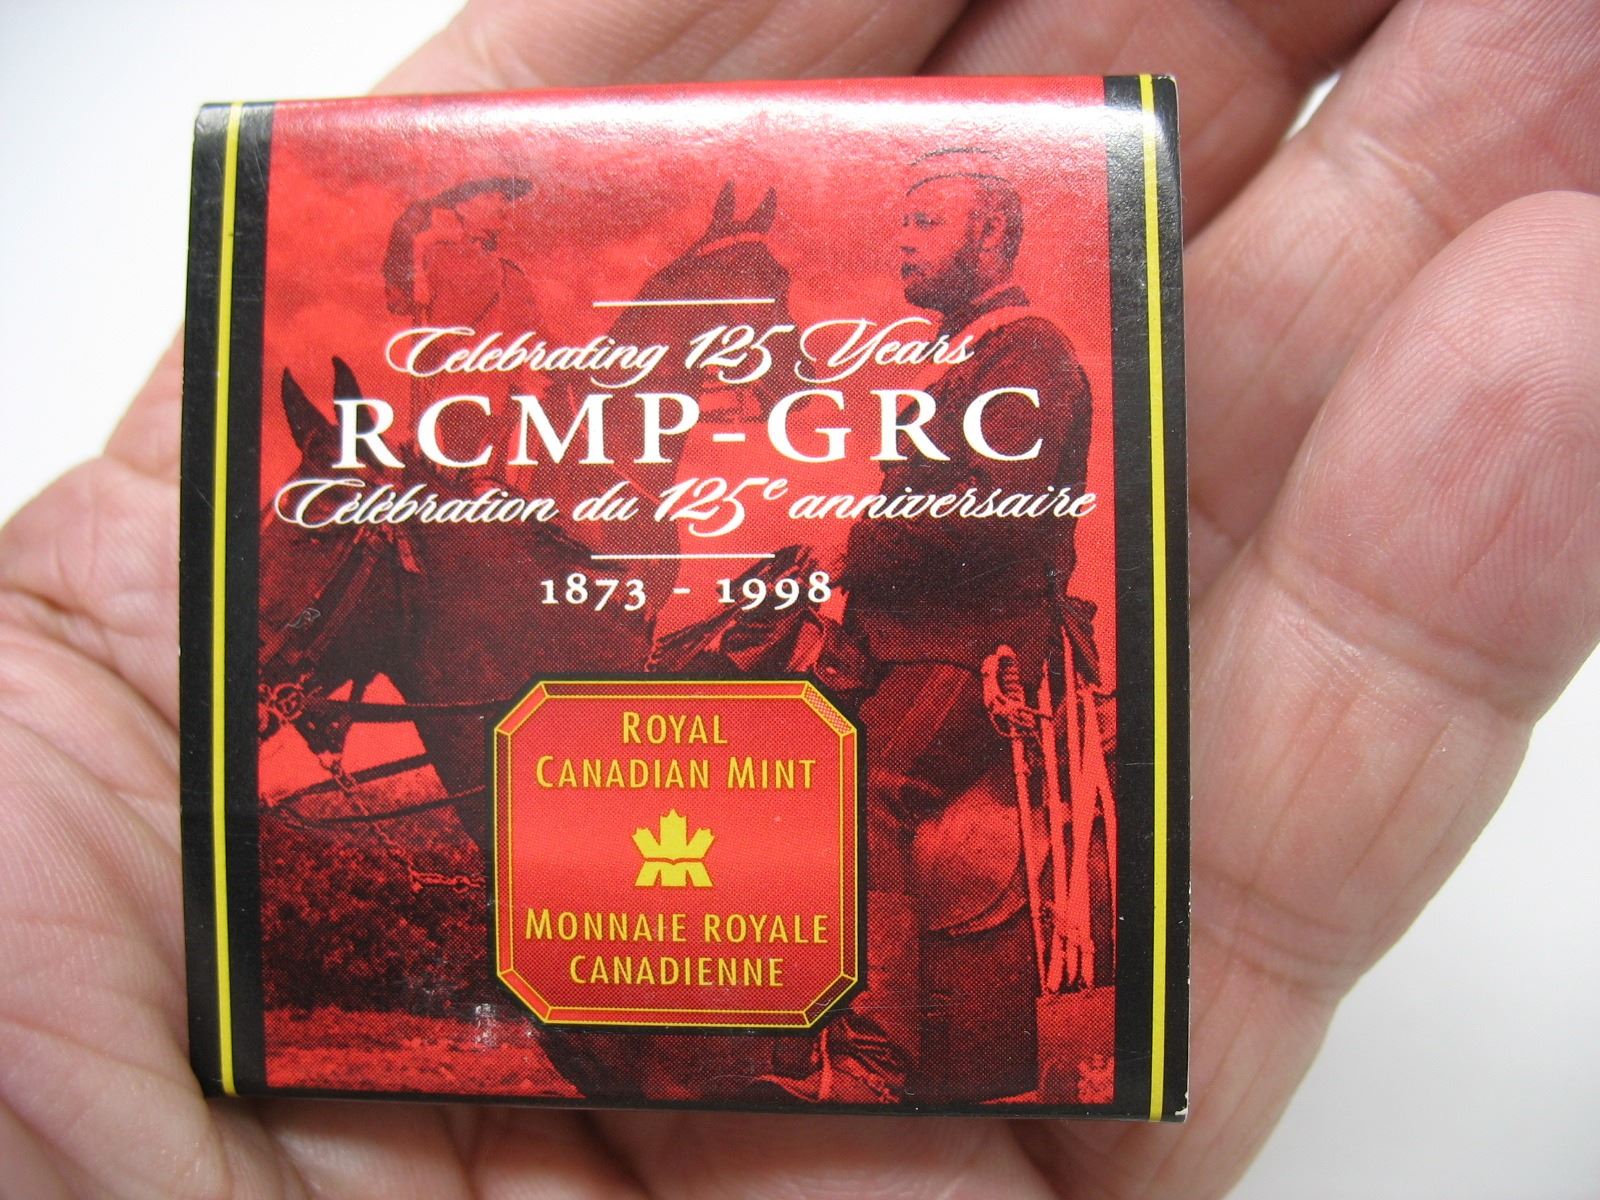 Celebrating 125 Years
RCMP-GRC
Célébration du 125e anniversaire
1873 - 1998
ROYAL
CANADIAN MINT
MONNAIE ROYALE
CANADIENNE